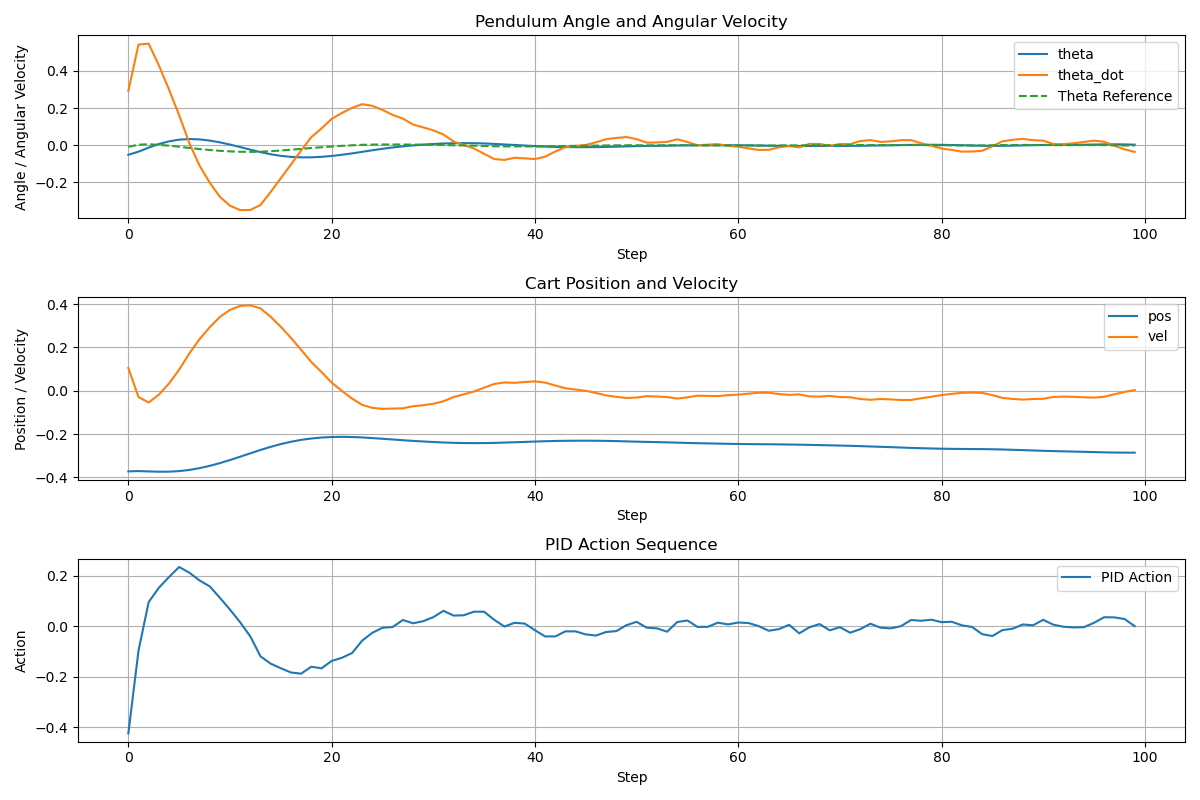 Pendulum Angle and Angular Velocity
Angle / Angular Velocity
0.4
0.2
0.0
−0.2
theta
theta_dot
Theta Reference
0 20 40 60 80 100
Step
Cart Position and Velocity
Position / Velocity
0.4
0.2
0.0
−0.2
−0.4
pos
vel
0 20 40 60 80 100
Step
PID Action Sequence
Action
0.2
0.0
−0.2
−0.4
PID Action
0 20 40 60 80 100
Step